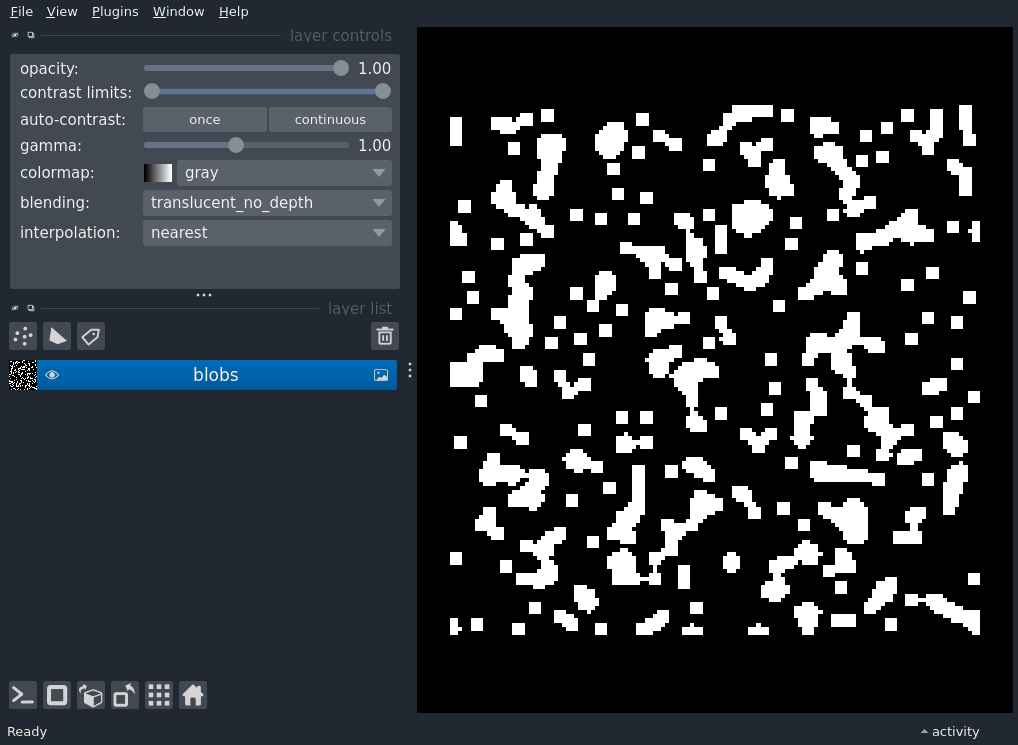 File View Plugins Window Help
layer controls
opacity: 1.00
contrast limits:
auto-contrast: once continuous
gamma: 1.00
colormap: gray
blending: translucent_no_depth
interpolation: nearest
layer list
blobs
Ready activity